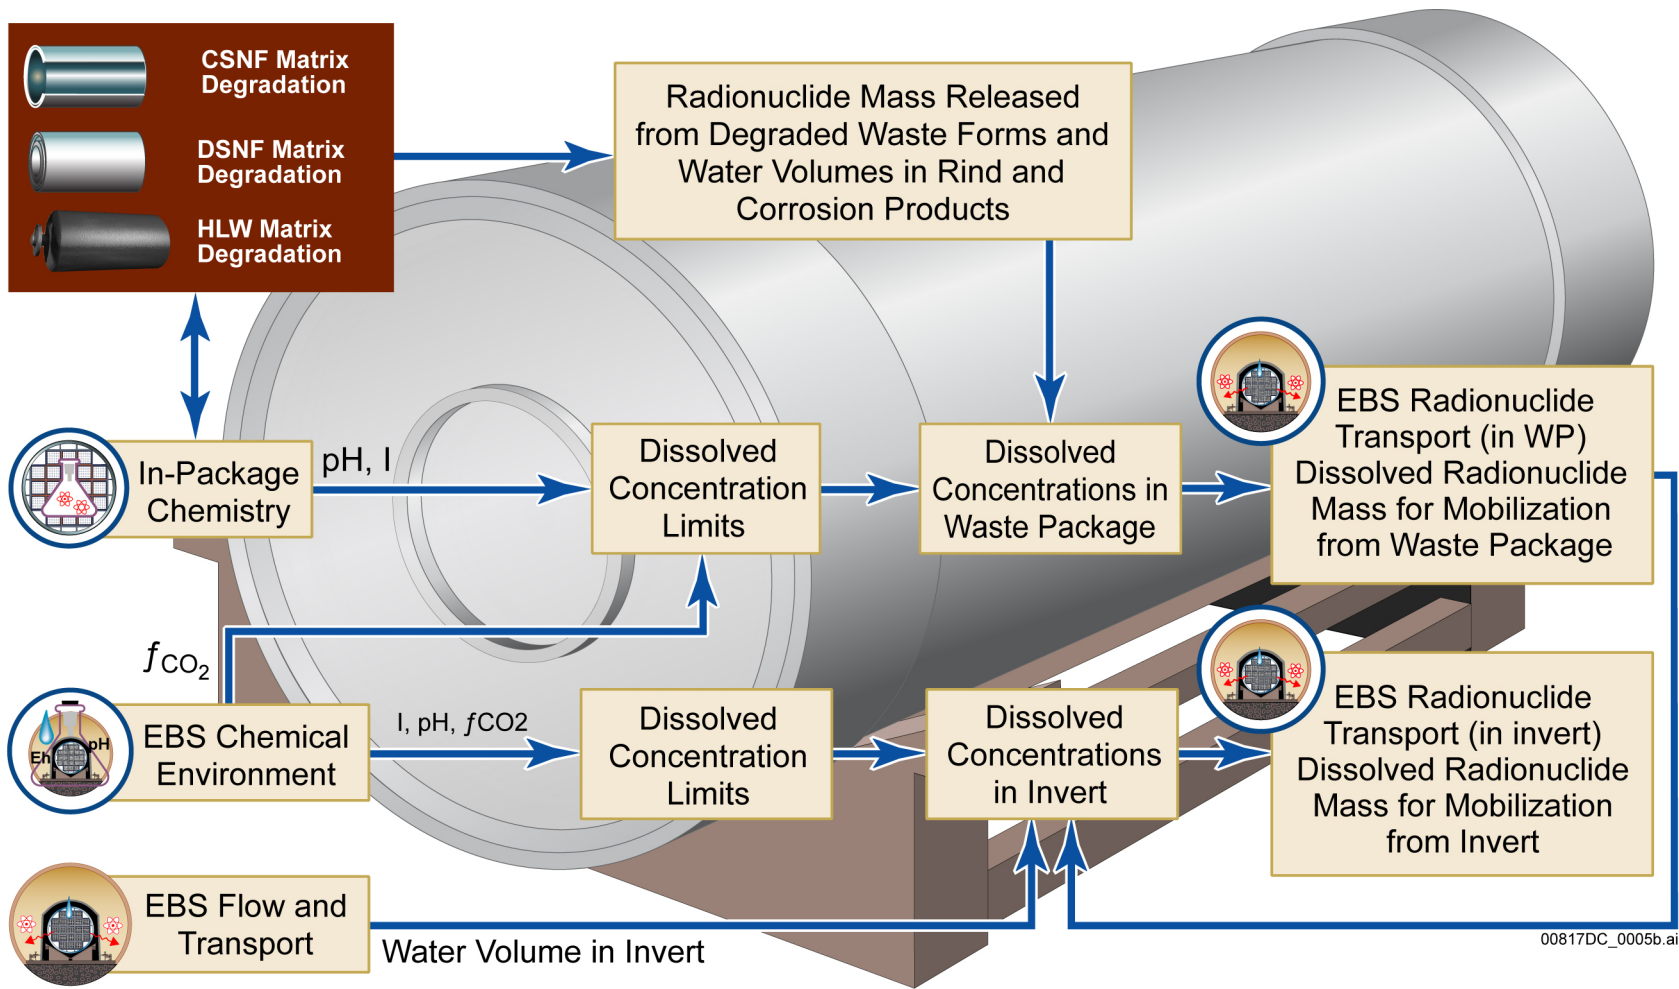 CSNF Matrix
Degradation
DSNF Matrix
Degradation
HLW Matrix
Degradation
Radionuclide Mass Released
from Degraded Waste Forms and
Water Volumes in Rind and
Corrosion Products
In-Package
Chemistry
pH, I
Dissolved
Concentration
Limits
Dissolved
Concentrations in
Waste Package
EBS Radionuclide
Transport (in WP)
Dissolved Radionuclide
Mass for Mobilization
from Waste Package
fCO₂
Eh
pH
EBS Chemical
Environment
I, pH, fCO2
Dissolved
Concentration
Limits
Dissolved
Concentrations
in Invert
EBS Radionuclide
Transport (in invert)
Dissolved Radionuclide
Mass for Mobilization
from Invert
EBS Flow and
Transport
Water Volume in Invert
00817DC_0005b.ai